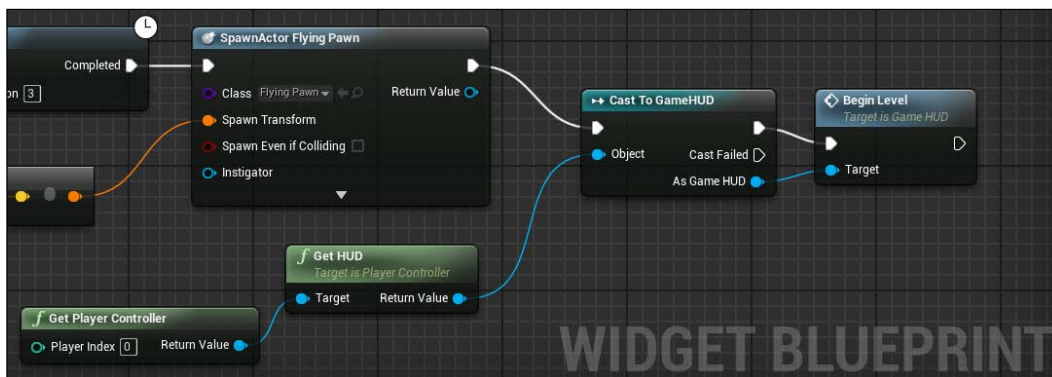 Completed
on 3
SpawnActor Flying Pawn
Class Flying Pawn Return Value
Spawn Transform
Spawn Even if Colliding
Instigator
Cast To GameHUD
Object Cast Failed
As Game HUD
Begin Level
Target is Game HUD
Target
Get HUD
Target is Player Controller
Target Return Value
Get Player Controller
Player Index 0 Return Value
WIDGET BLUEPRINT